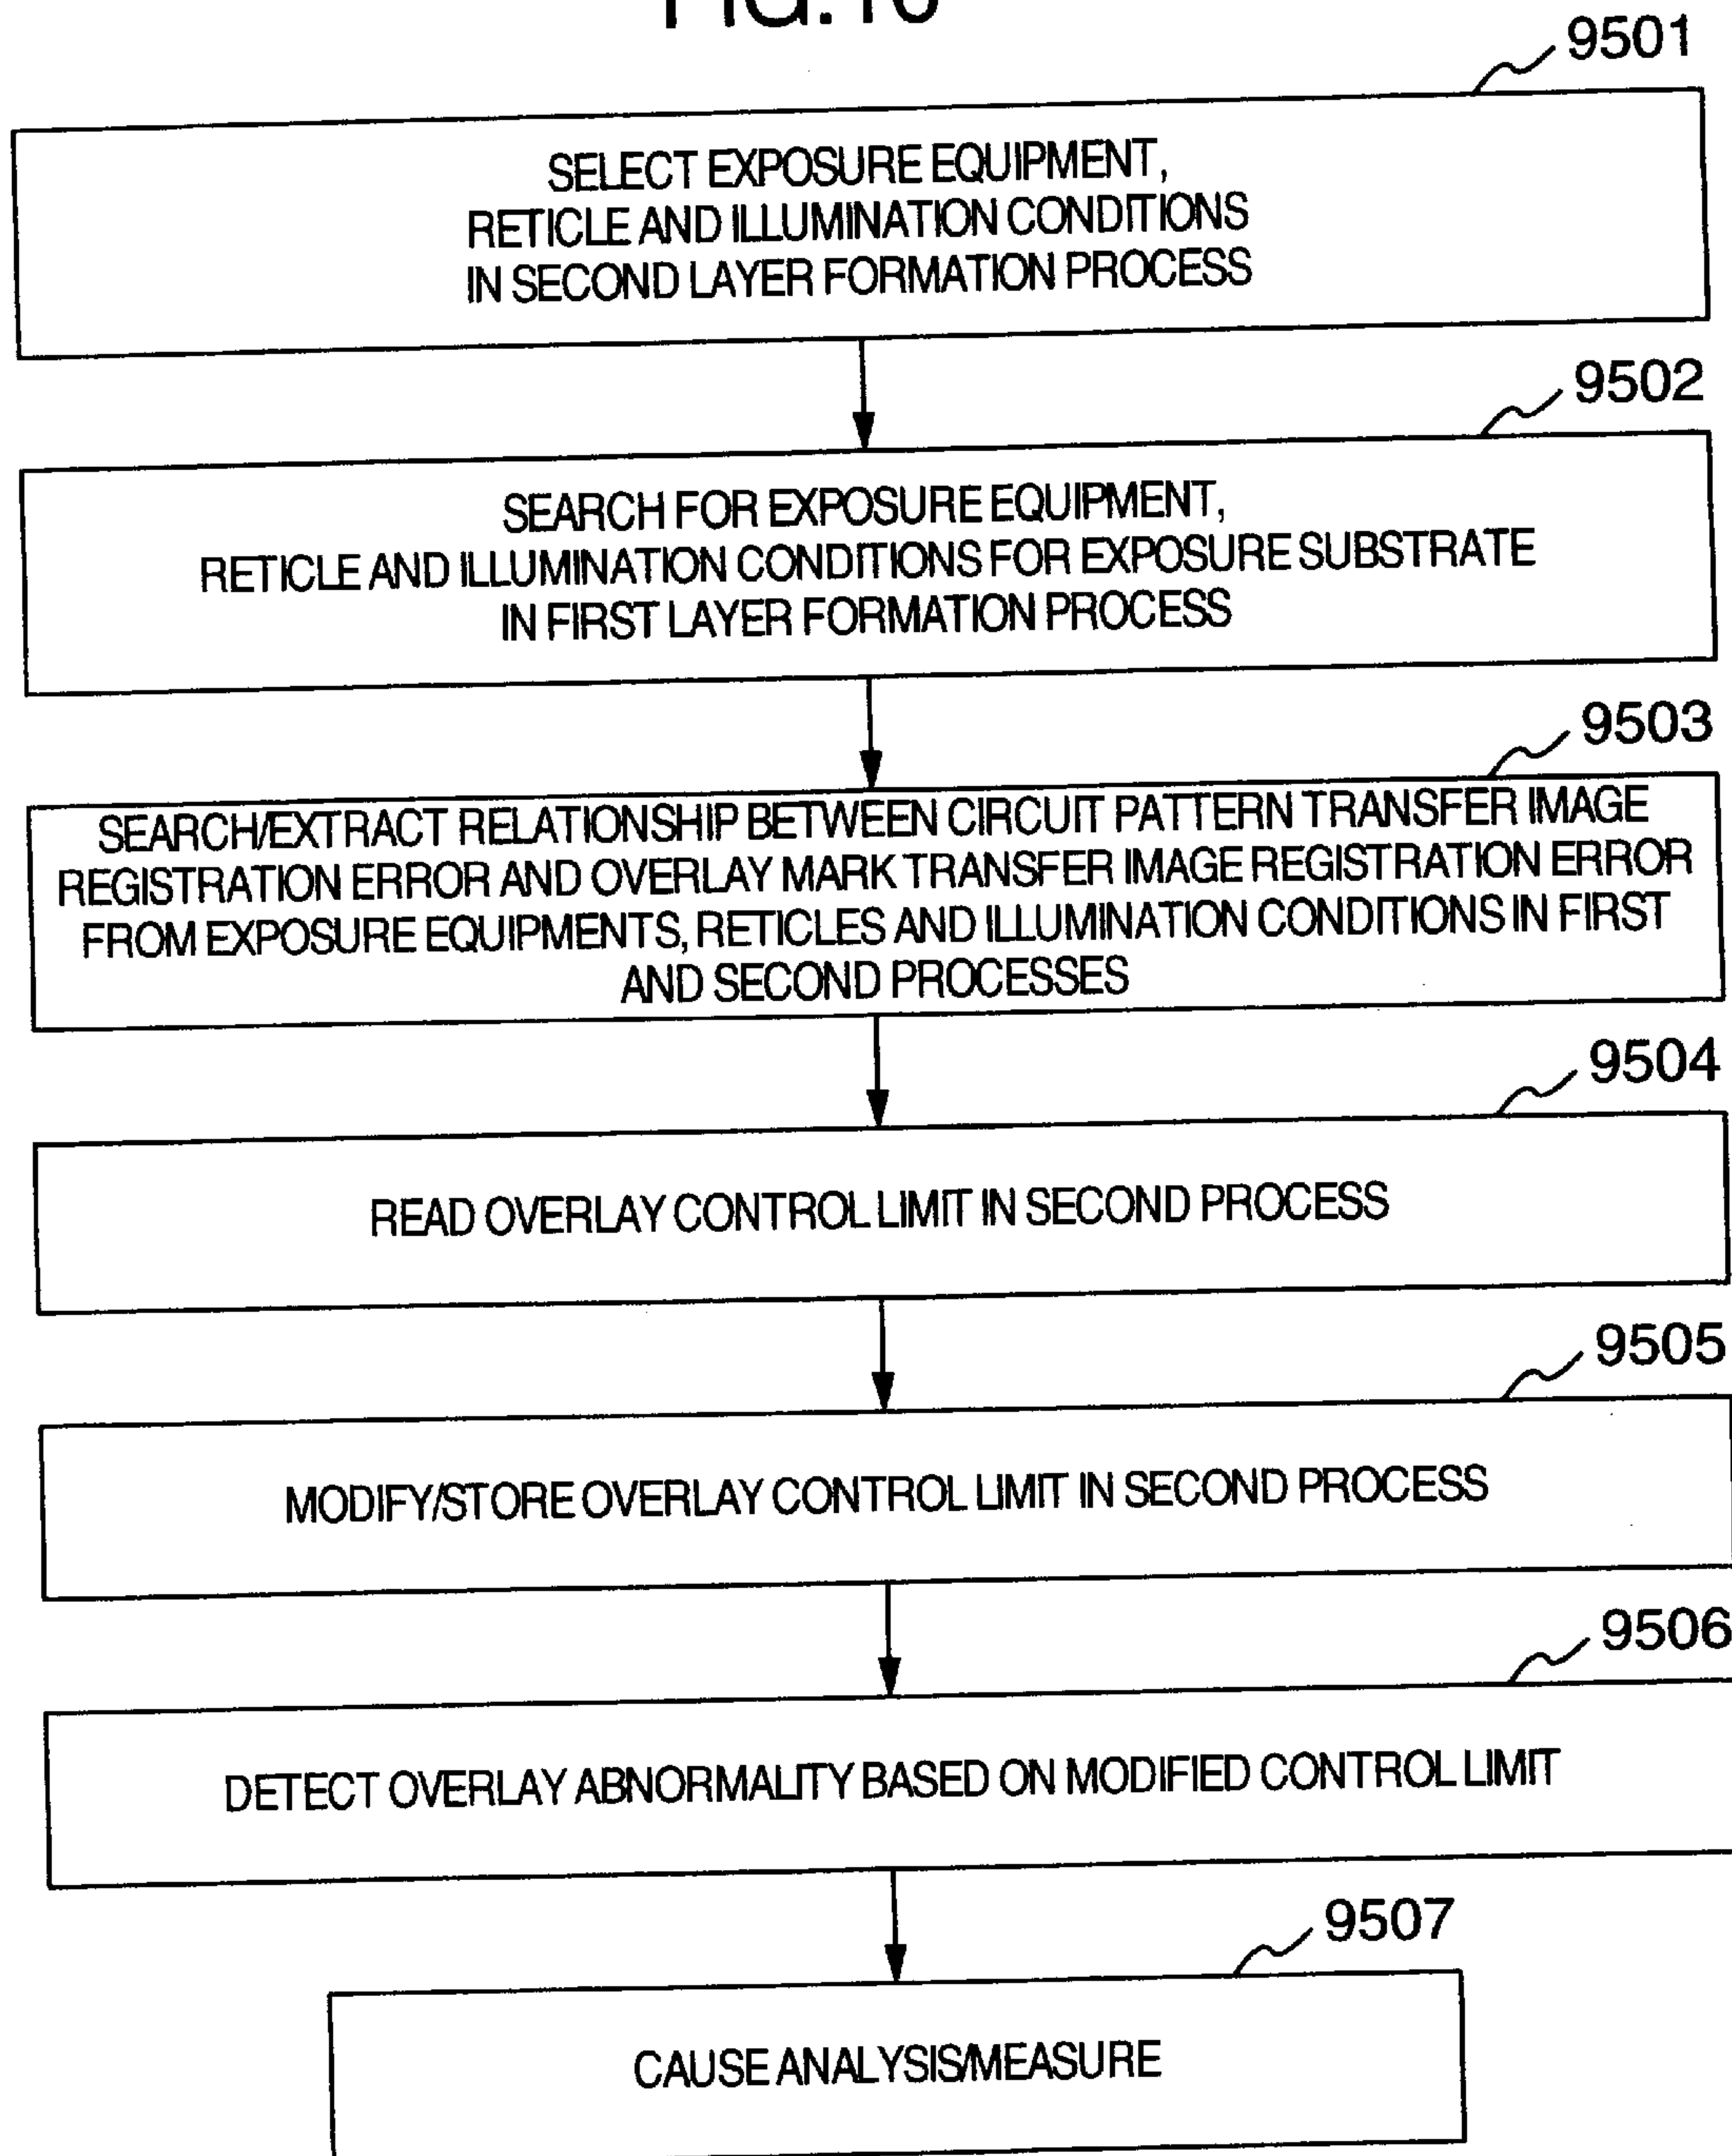 9501
SELECT EXPOSURE EQUIPMENT,
RETICLE AND ILLUMINATION CONDITIONS
IN SECOND LAYER FORMATION PROCESS
9502
SEARCH FOR EXPOSURE EQUIPMENT,
RETICLE AND ILLUMINATION CONDITIONS FOR EXPOSURE SUBSTRATE
IN FIRST LAYER FORMATION PROCESS
9503
SEARCH/EXTRACT RELATIONSHIP BETWEEN CIRCUIT PATTERN TRANSFER IMAGE
REGISTRATION ERROR AND OVERLAY MARK TRANSFER IMAGE REGISTRATION ERROR
FROM EXPOSURE EQUIPMENTS, RETICLES AND ILLUMINATION CONDITIONS IN FIRST
AND SECOND PROCESSES
9504
READ OVERLAY CONTROL LIMIT IN SECOND PROCESS
9505
MODIFY/STORE OVERLAY CONTROL LIMIT IN SECOND PROCESS
9506
DETECT OVERLAY ABNORMALITY BASED ON MODIFIED CONTROL LIMIT
9507
CAUSE ANALYSIS/MEASURE